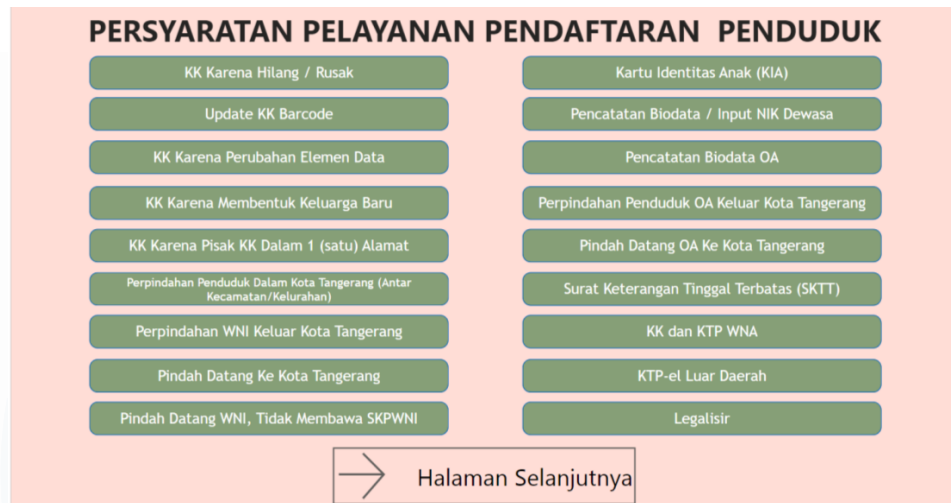 PERSYARATAN PELAYANAN PENDAFTARAN PENDUDUK
KK Karena Hilang / Rusak
Update KK Barcode
KK Karena Perubahan Elemen Data
KK Karena Membentuk Keluarga Baru
KK Karena Pisak KK Dalam 1 (satu) Alamat
Perpindahan Penduduk Dalam Kota Tangerang (Antar
Kecamatan/Kelurahan)
Perpindahan WNI Keluar Kota Tangerang
Pindah Datang Ke Kota Tangerang
Pindah Datang WNI, Tidak Membawa SKPWNI
Kartu Identitas Anak (KIA)
Pencatatan Biodata / Input NIK Dewasa
Pencatatan Biodata OA
Perpindahan Penduduk OA Keluar Kota Tangerang
Pindah Datang OA Ke Kota Tangerang
Surat Keterangan Tinggal Terbatas (SKTT)
KK dan KTP WNA
KTP-el Luar Daerah
Legalisir
Halaman Selanjutnya